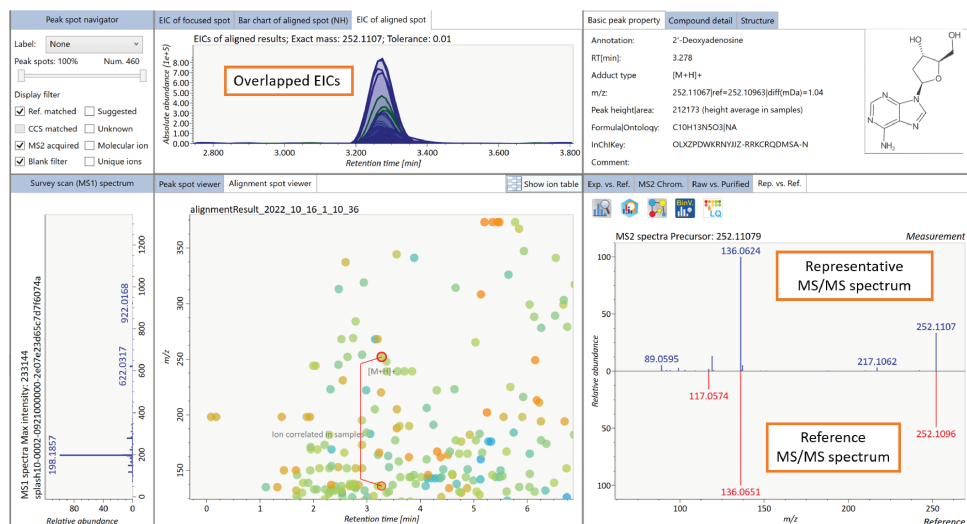 Peak spot navigator
Label: None
Peak spots: 100% Num. 460
Display filter
Ref. matched Suggested
CCS matched Unknown
MS2 acquired Molecular ion
Blank filter Unique ions
EIC of focused spot Bar chart of aligned spot (NH) EIC of aligned spot
EICs of aligned results; Exact mass: 252.1107; Tolerance: 0.01
Absolute abundance (1e+5)
8.00
7.00
6.00
5.00
4.00
3.00
2.00
1.00
0.00
Overlapped EICs
2.800 3.000 3.200 3.400 3.600 3.800
Retention time [min]
Basic peak property Compound detail Structure
Annotation: 2'-Deoxyadenosine
RT[min]: 3.278
Adduct type [M+H]+
m/z: 252.11067|ref=252.10963|diff(mDa)=1.04
Peak height|area: 212173 (height average in samples)
Formula|Ontology: C10H13N5O3|NA
InChIKey: OLXZPDWKRNYJJZ-RRKCRQDMSA-N
Comment:
HO
OH
O
N
N
N
N
NH2
Survey scan (MS1) spectrum
MS1 spectra Max intensity: 233144
splash10-0002-0921000000-2ed7e23d65c7d7f6074a
922.0168
622.0317
198.1857
1200
1000
800
600
400
200
0
m/z
80 40 0
Relative abundance
Peak spot viewer Alignment spot viewer Show ion table
alignmentResult_2022_10_16_1_10_36
m/z
350
300
250
200
150
[M+H]+
Ion correlated in samples
0 1 2 3 4 5 6
Retention time [min]
Exp. vs. Ref. MS2 Chrom. Raw vs. Purified Rep. vs. Ref.
BinV.
LQ
MS2 spectra Precursor: 252.11079 Measurement
136.0624
Representative
MS/MS spectrum
252.1107
89.0595
217.1062
117.0574
Reference
MS/MS spectrum
252.1096
136.0651
Relative abundance
100
50
0
50
100
100 150 200 250
m/z Reference